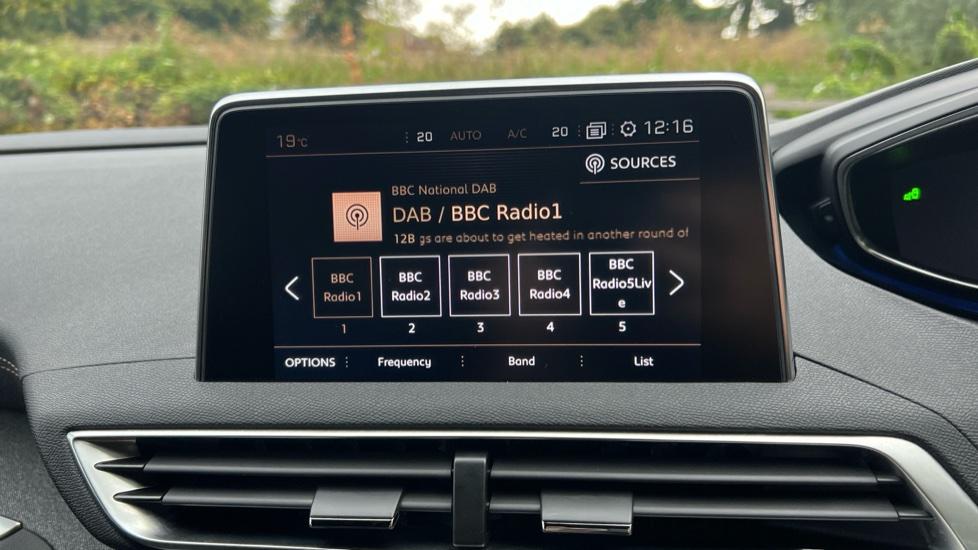 19°C 20 AUTO A/C 20 12:16
SOURCES
BBC National DAB
DAB / BBC Radio1
12B gs are about to get heated in another round of
BBC Radio1
BBC Radio2
BBC Radio3
BBC Radio4
BBC Radio5Liv e
1 2 3 4 5
OPTIONS Frequency Band List